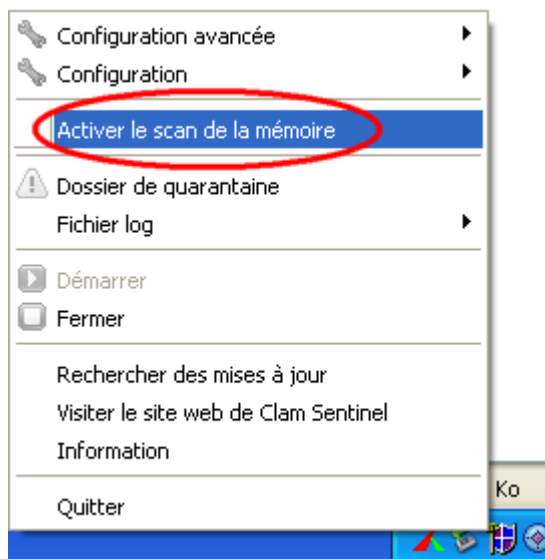 Configuration avancée
Configuration
Activer le scan de la mémoire
Dossier de quarantaine
Fichier log
Démarrer
Fermer
Rechercher des mises à jour
Visiter le site web de Clam Sentinel
Information
Quitter
Ko